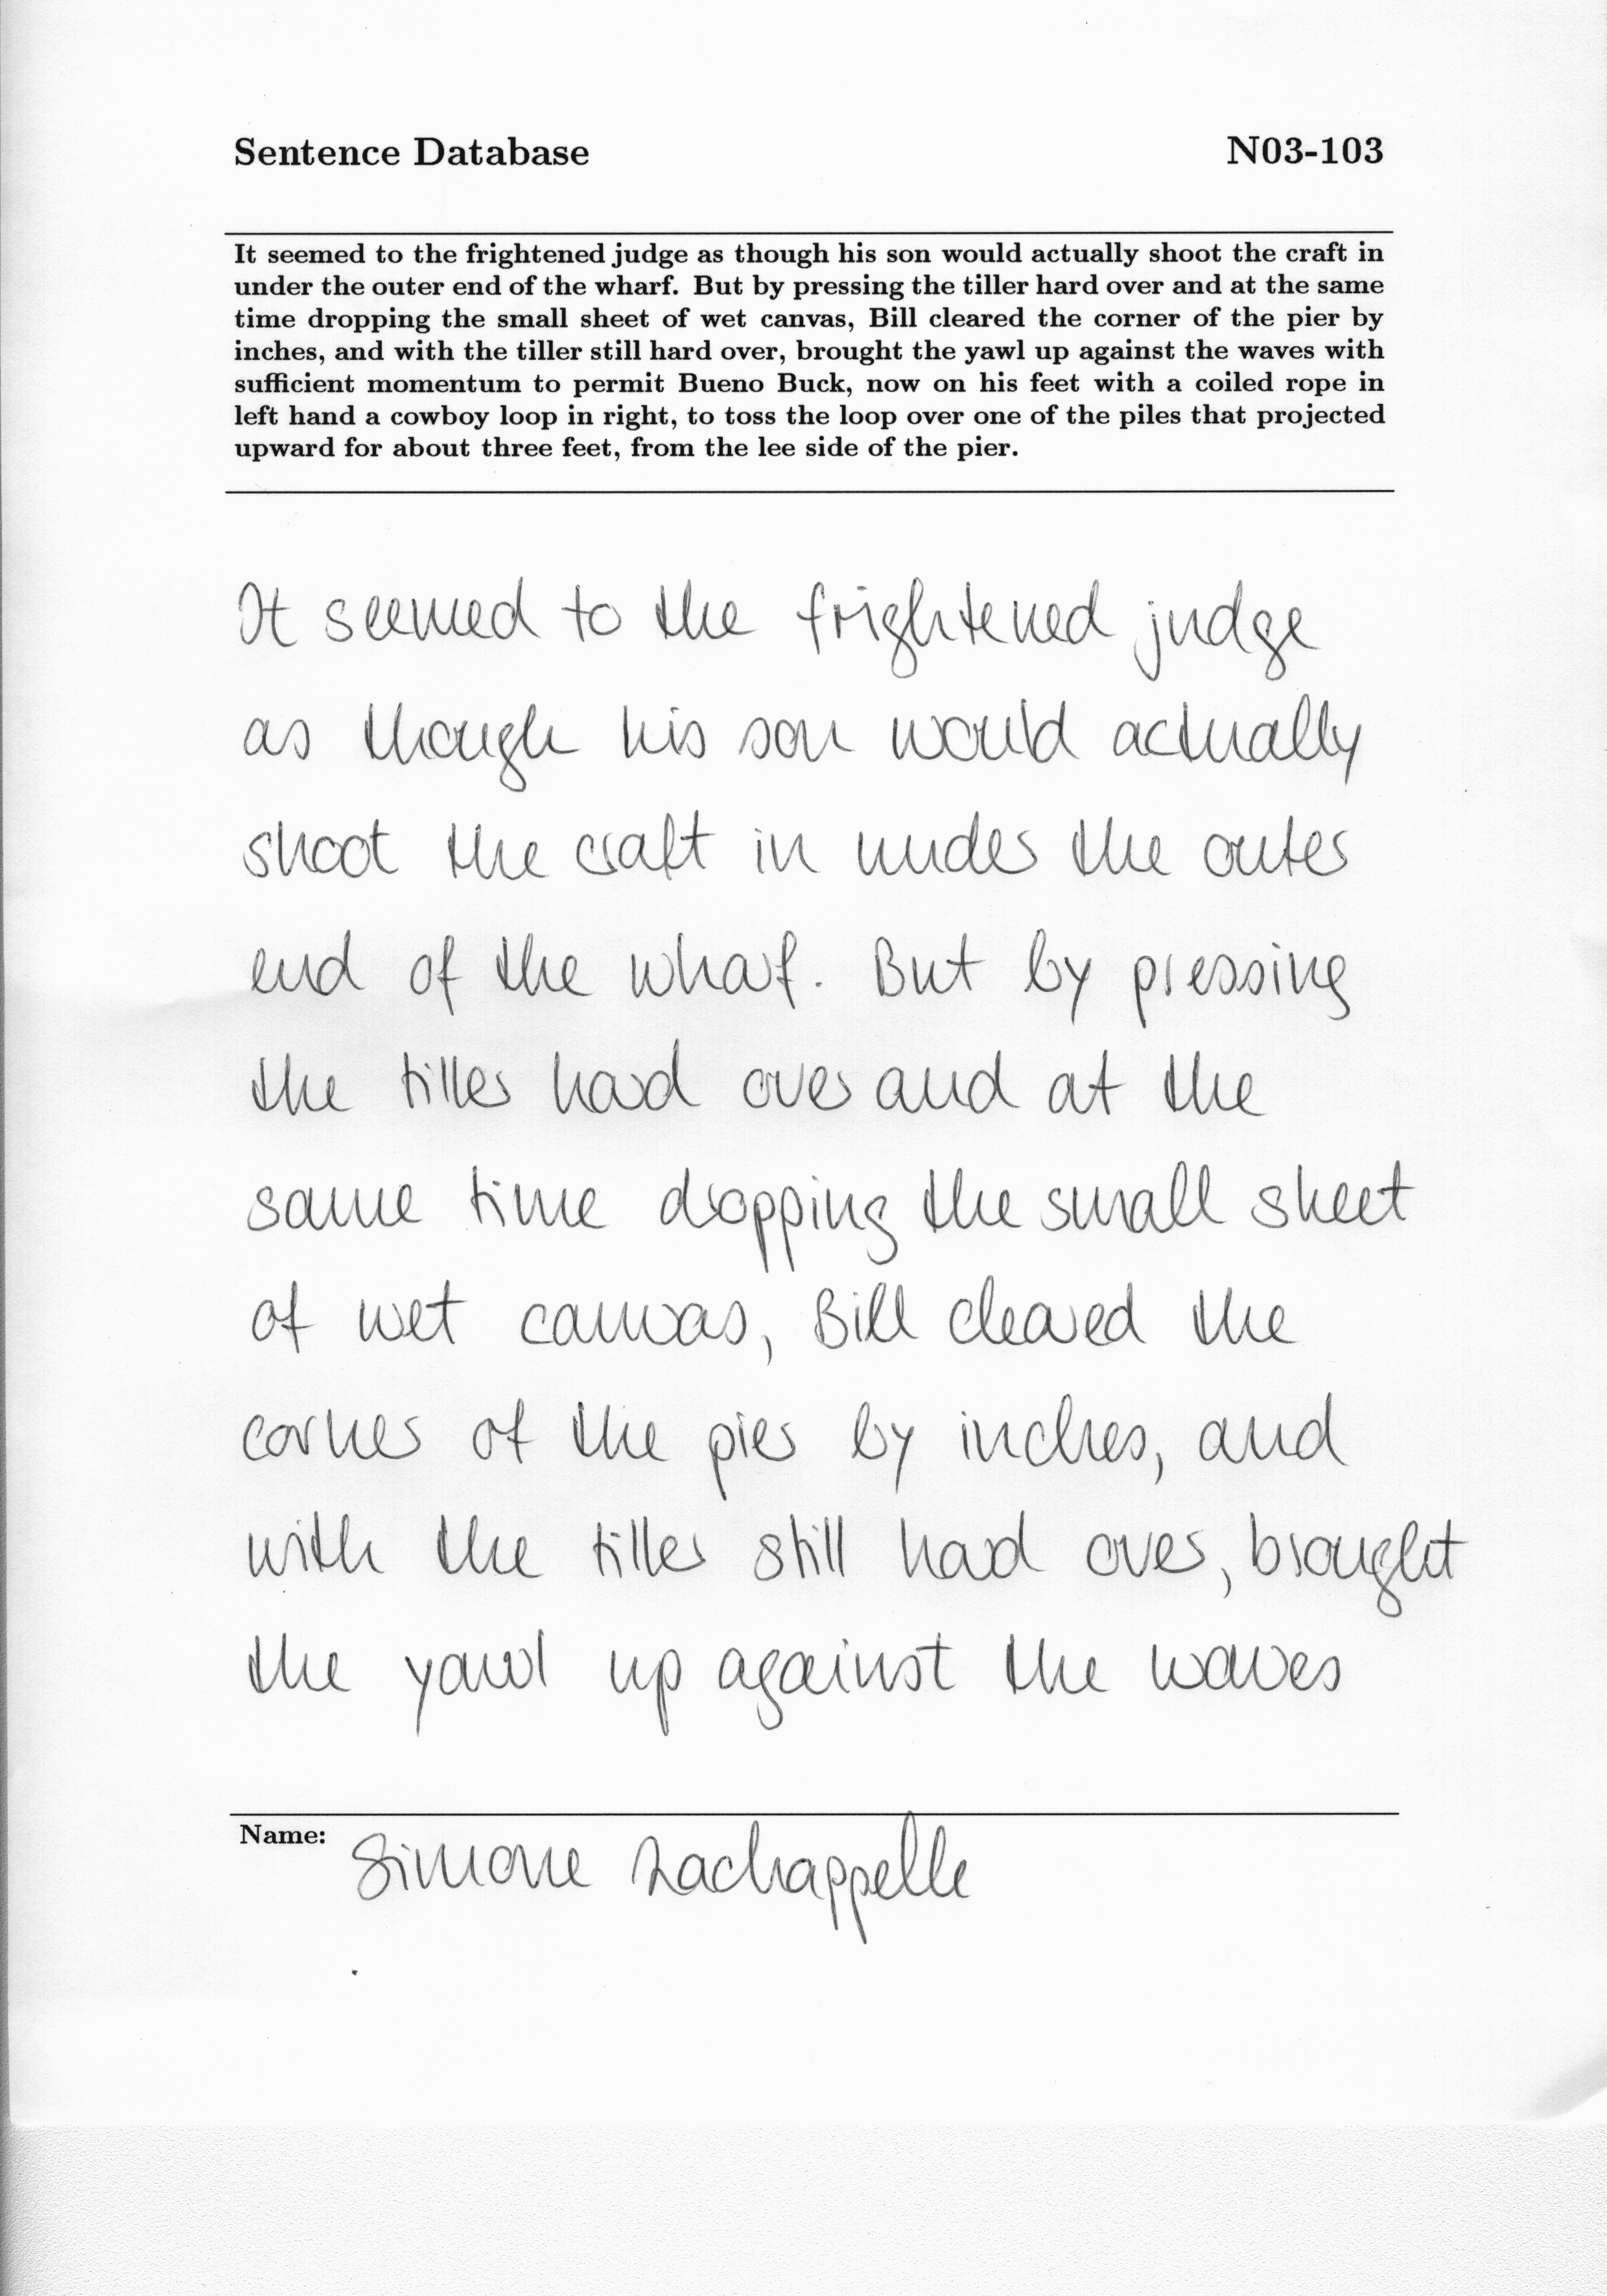 Sentence Database N03-103
It seemed to the frightened judge as though his son would actually shoot the craft in
under the outer end of the wharf. But by pressing the tiller hard over and at the same
time dropping the small sheet of wet canvas, Bill cleared the corner of the pier by
inches, and with the tiller still hard over, brought the yawl up against the waves with
sufficient momentum to permit Bueno Buck, now on his feet with a coiled rope in
left hand a cowboy loop in right, to toss the loop over one of the piles that projected
upward for about three feet, from the lee side of the pier.
It seemed to the frightened judge
as though his son would actually
shoot the craft in under the outer
end of the wharf. But by pressing
the tiller hard over and at the
same time dropping the small sheet
of wet canvas, Bill cleared the
corner of the pier by inches, and
with the tiller still hard over, brought
the yawl up against the waves
Name: Simone Lachappelle